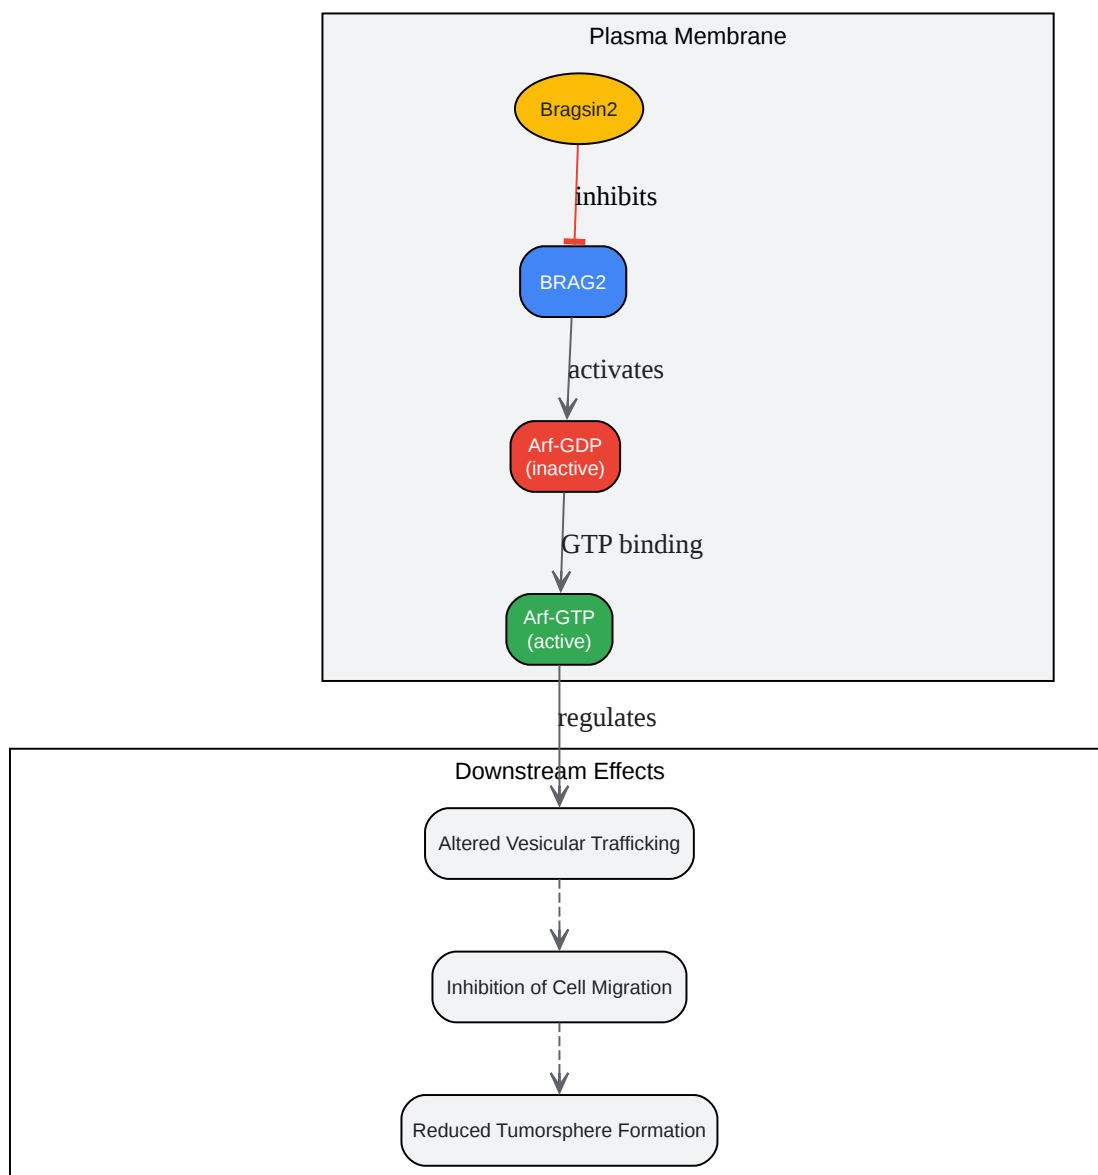 Plasma Membrane
Bragsin2
inhibits
BRAG2
activates
Arf-GDP
(inactive)
GTP binding
Arf-GTP
(active)
regulates
Downstream Effects
Altered Vesicular Trafficking
Inhibition of Cell Migration
Reduced Tumorsphere Formation